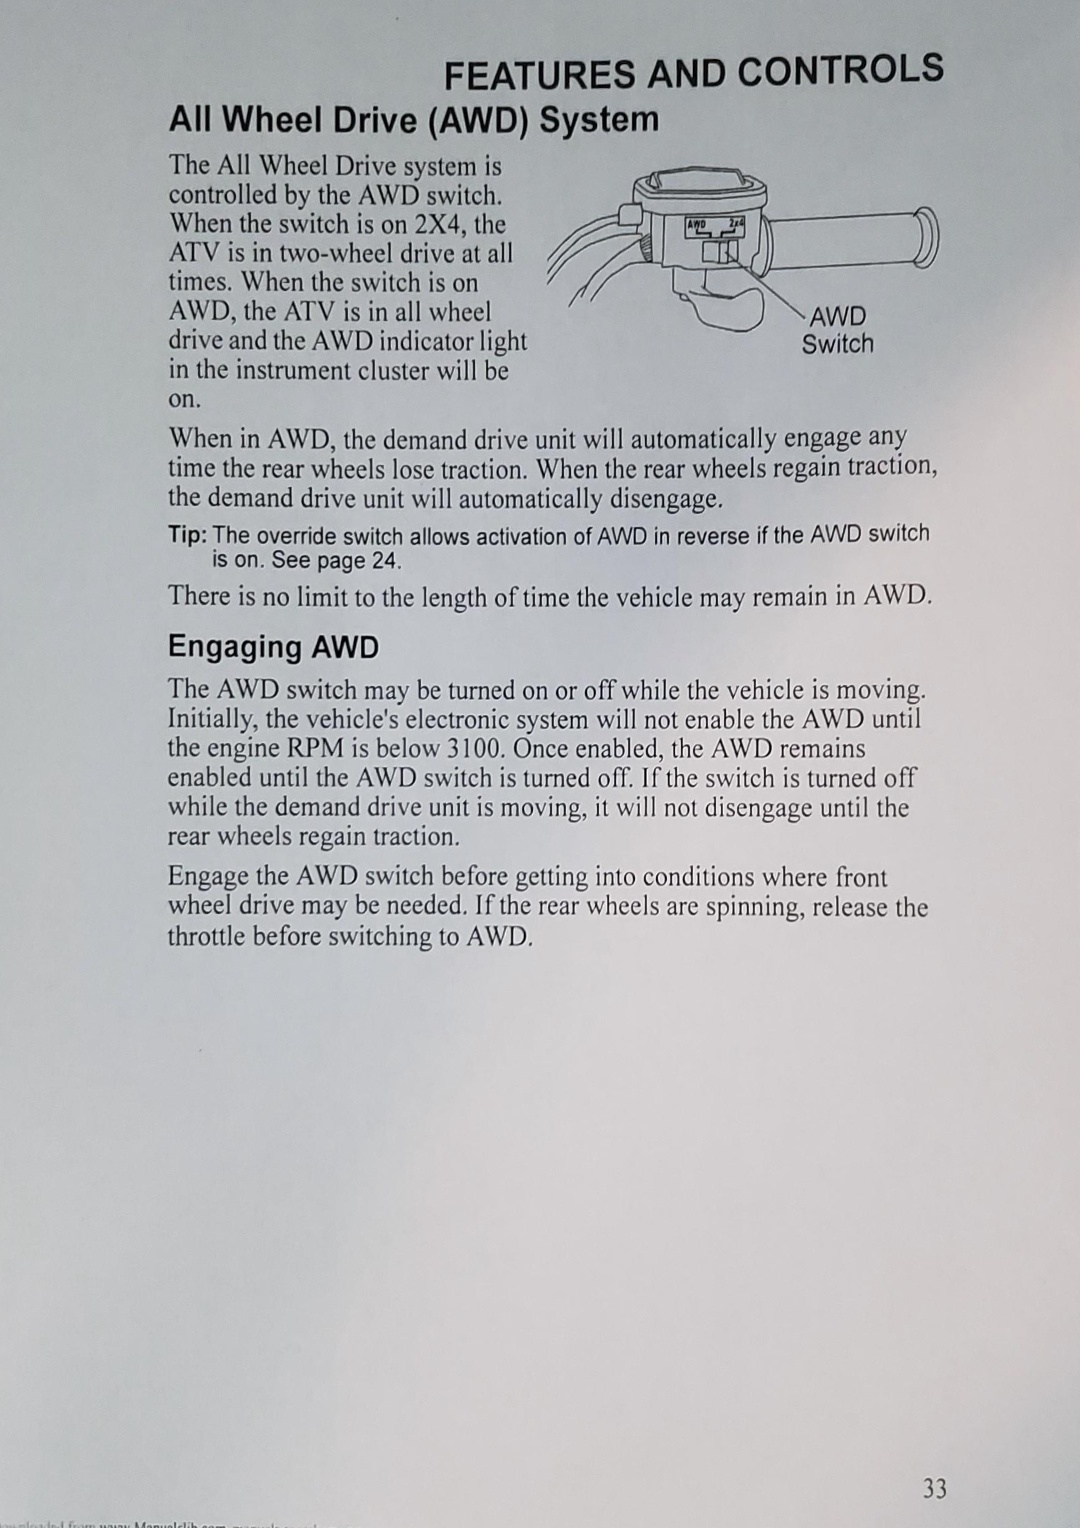 FEATURES AND CONTROLS
All Wheel Drive (AWD) System
The All Wheel Drive system is
controlled by the AWD switch.
When the switch is on 2X4, the
ATV is in two-wheel drive at all
times. When the switch is on
AWD, the ATV is in all wheel
drive and the AWD indicator light
in the instrument cluster will be
on.
AWD 2x4
AWD
Switch
When in AWD, the demand drive unit will automatically engage any
time the rear wheels lose traction. When the rear wheels regain traction,
the demand drive unit will automatically disengage.
Tip: The override switch allows activation of AWD in reverse if the AWD switch
is on. See page 24.
There is no limit to the length of time the vehicle may remain in AWD.
Engaging AWD
The AWD switch may be turned on or off while the vehicle is moving.
Initially, the vehicle's electronic system will not enable the AWD until
the engine RPM is below 3100. Once enabled, the AWD remains
enabled until the AWD switch is turned off. If the switch is turned off
while the demand drive unit is moving, it will not disengage until the
rear wheels regain traction.
Engage the AWD switch before getting into conditions where front
wheel drive may be needed. If the rear wheels are spinning, release the
throttle before switching to AWD.
33
from www.Manualslib.com